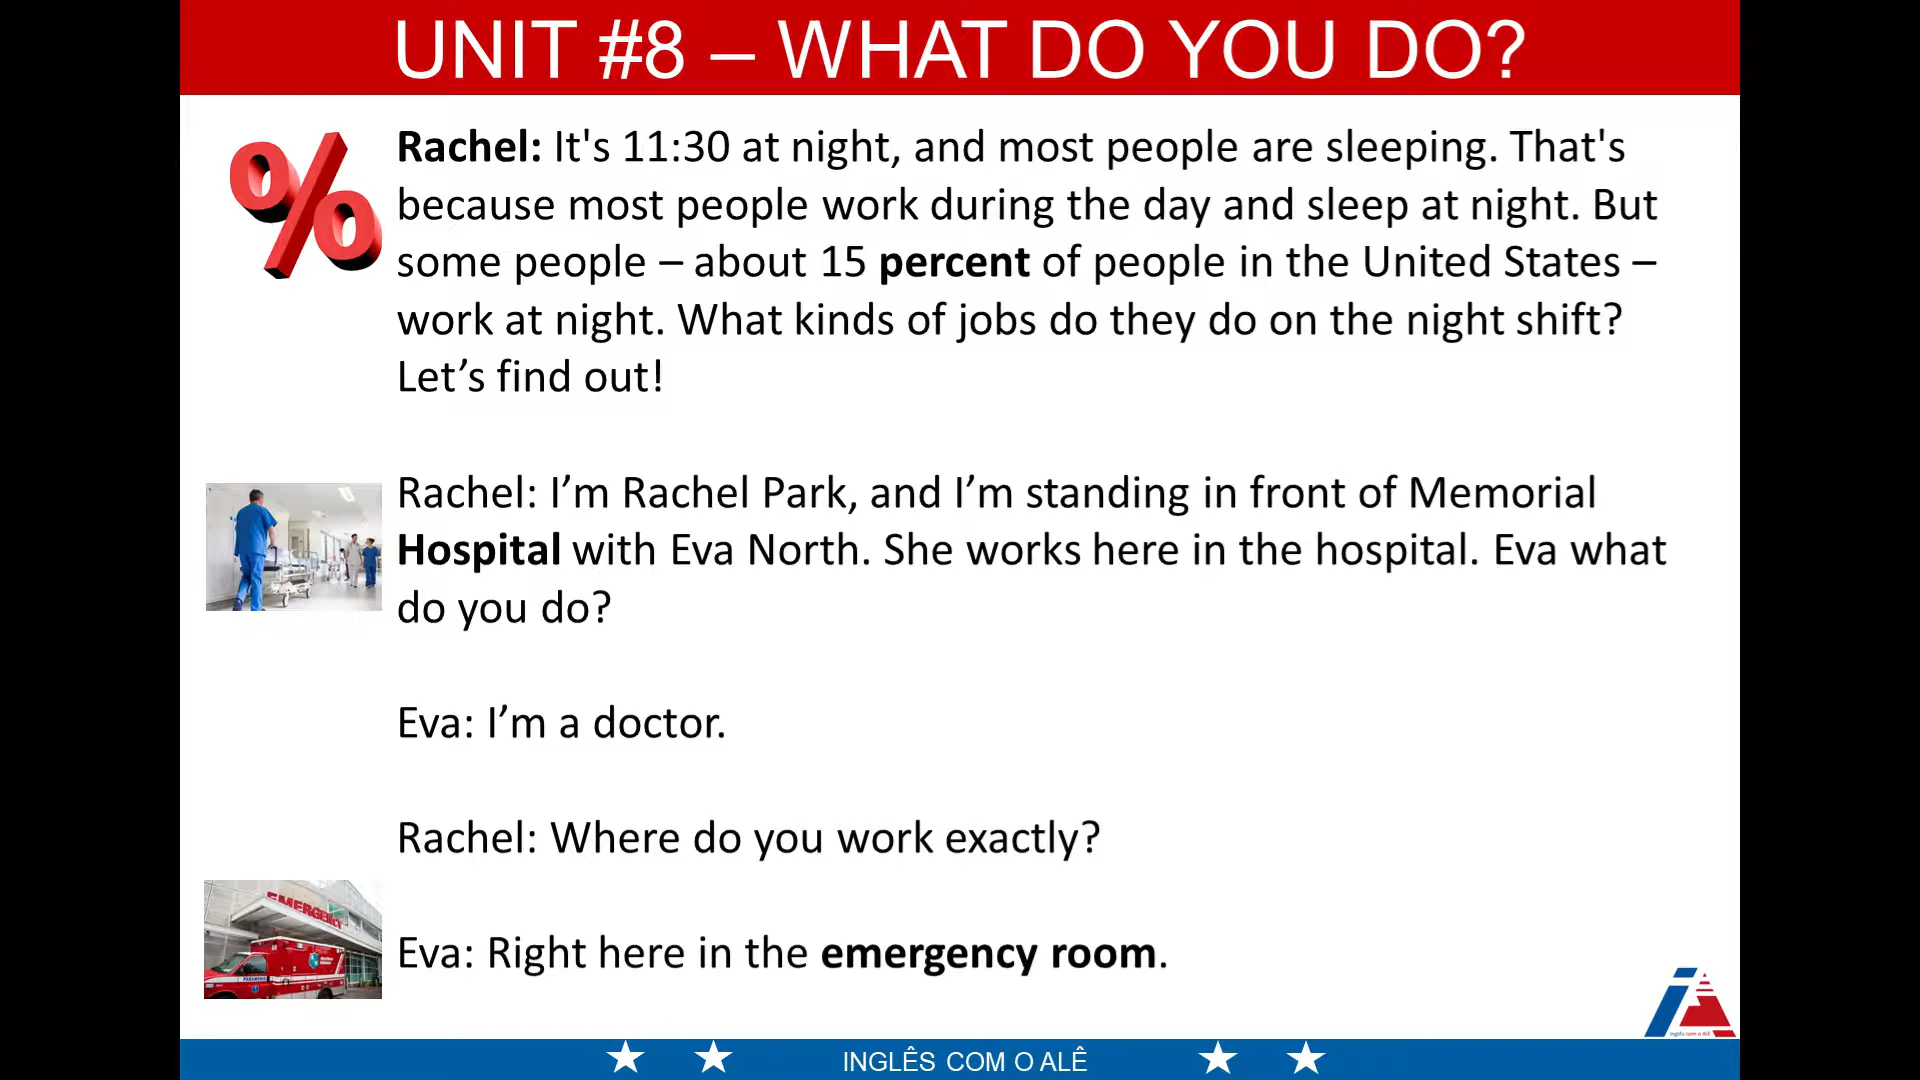 UNIT #8 – WHAT DO YOU DO?
%
Rachel: It's 11:30 at night, and most people are sleeping. That's
because most people work during the day and sleep at night. But
some people – about 15 percent of people in the United States –
work at night. What kinds of jobs do they do on the night shift?
Let’s find out!
Rachel: I’m Rachel Park, and I’m standing in front of Memorial
Hospital with Eva North. She works here in the hospital. Eva what
do you do?
Eva: I’m a doctor.
Rachel: Where do you work exactly?
EMERGENCY
Eva: Right here in the emergency room.
inglês com o Alê
INGLÊS COM O ALÊ